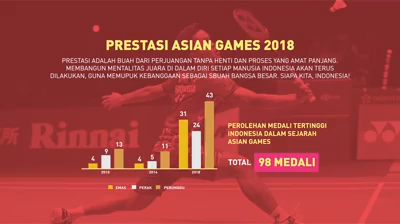 PRESTASI ASIAN GAMES 2018
PRESTASI ADALAH BUAH DARI PERJUANGAN TANPA HENTI DAN PROSES YANG AMAT PANJANG.
MEMBANGUN MENTALITAS JUARA DI DALAM DIRI SETIAP MANUSIA INDONESIA AKAN TERUS
DILAKUKAN, GUNA MEMUPUK KEBANGGAAN SEBAGAI SBUAH BANGSA BESAR. SIAPA KITA, INDONESIA!
43
31
24
13
11
9
4
4
5
2010
2014
2018
EMAS
PERAK
PERUNGGU
PEROLEHAN MEDALI TERTINGGI
INDONESIA DALAM SEJARAH
ASIAN GAMES
TOTAL 98 MEDALI
Rinnai